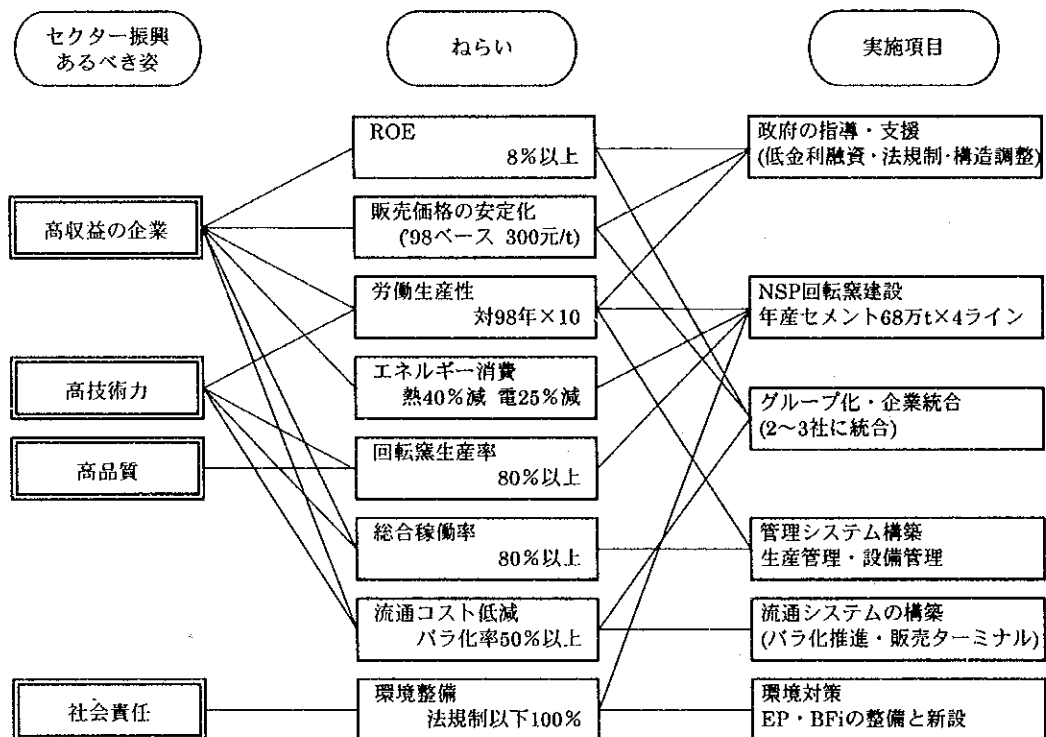 セクター振興
あるべき姿
ねらい
実施項目
高収益の企業
高技術力
高品質
社会責任
ROE
8%以上
販売価格の安定化
('98ベース 300元/t)
労働生産性
対98年×10
エネルギー消費
熱40%減 電25%減
回転窯生産率
80%以上
総合稼働率
80%以上
流通コスト低減
バラ化率50%以上
環境整備
法規制以下100%
政府の指導・支援
(低金利融資・法規制・構造調整)
NSP回転窯建設
年産セメント68万t×4ライン
グループ化・企業統合
(2〜3社に統合)
管理システム構築
生産管理・設備管理
流通システムの構築
(バラ化推進・販売ターミナル)
環境対策
EP・BFiの整備と新設